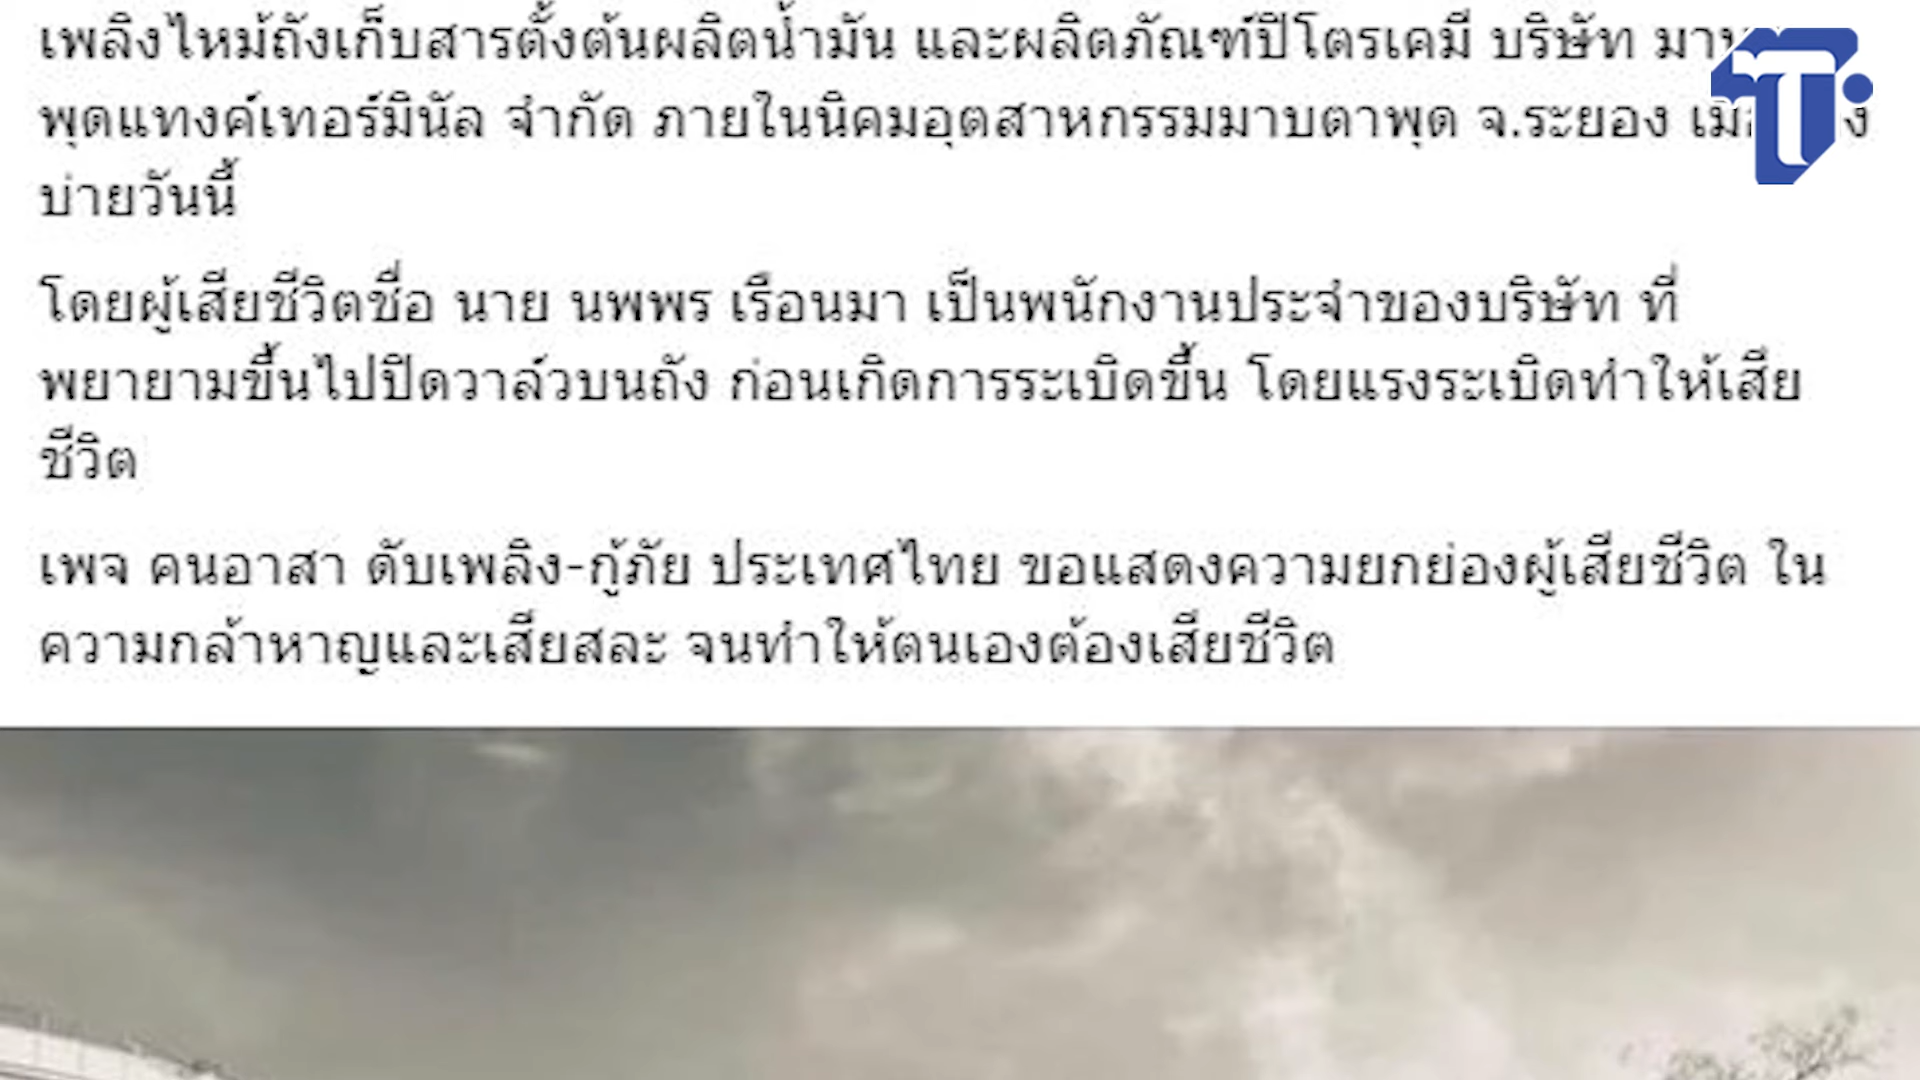 เพลิงไหม้ถังเก็บสารตั้งต้นผลิตน้ำมัน และผลิตภัณฑ์ปิโตรเคมี บริษัท
พุดแทงค์เทอร์มินัล จำกัด ภายในนิคมอุตสาหกรรมมาบตาพุด จ.ระยอง
บ่ายวันนี้
โดยผู้เสียชีวิตชื่อ นาย นพพร เรือนมา เป็นพนักงานประจำของบริษัท ที่
พยายามขึ้นไปปิดวาล์วบนถัง ก่อนเกิดการระเบิดขึ้น โดยแรงระเบิดทำให้เสีย
ชีวิต
เพจ คนอาสา ดับเพลิง-กู้ภัย ประเทศไทย ขอแสดงความยกย่องผู้เสียชีวิต ใน
ความกล้าหาญและเสียสละ จนทำให้ตนเองต้องเสียชีวิต